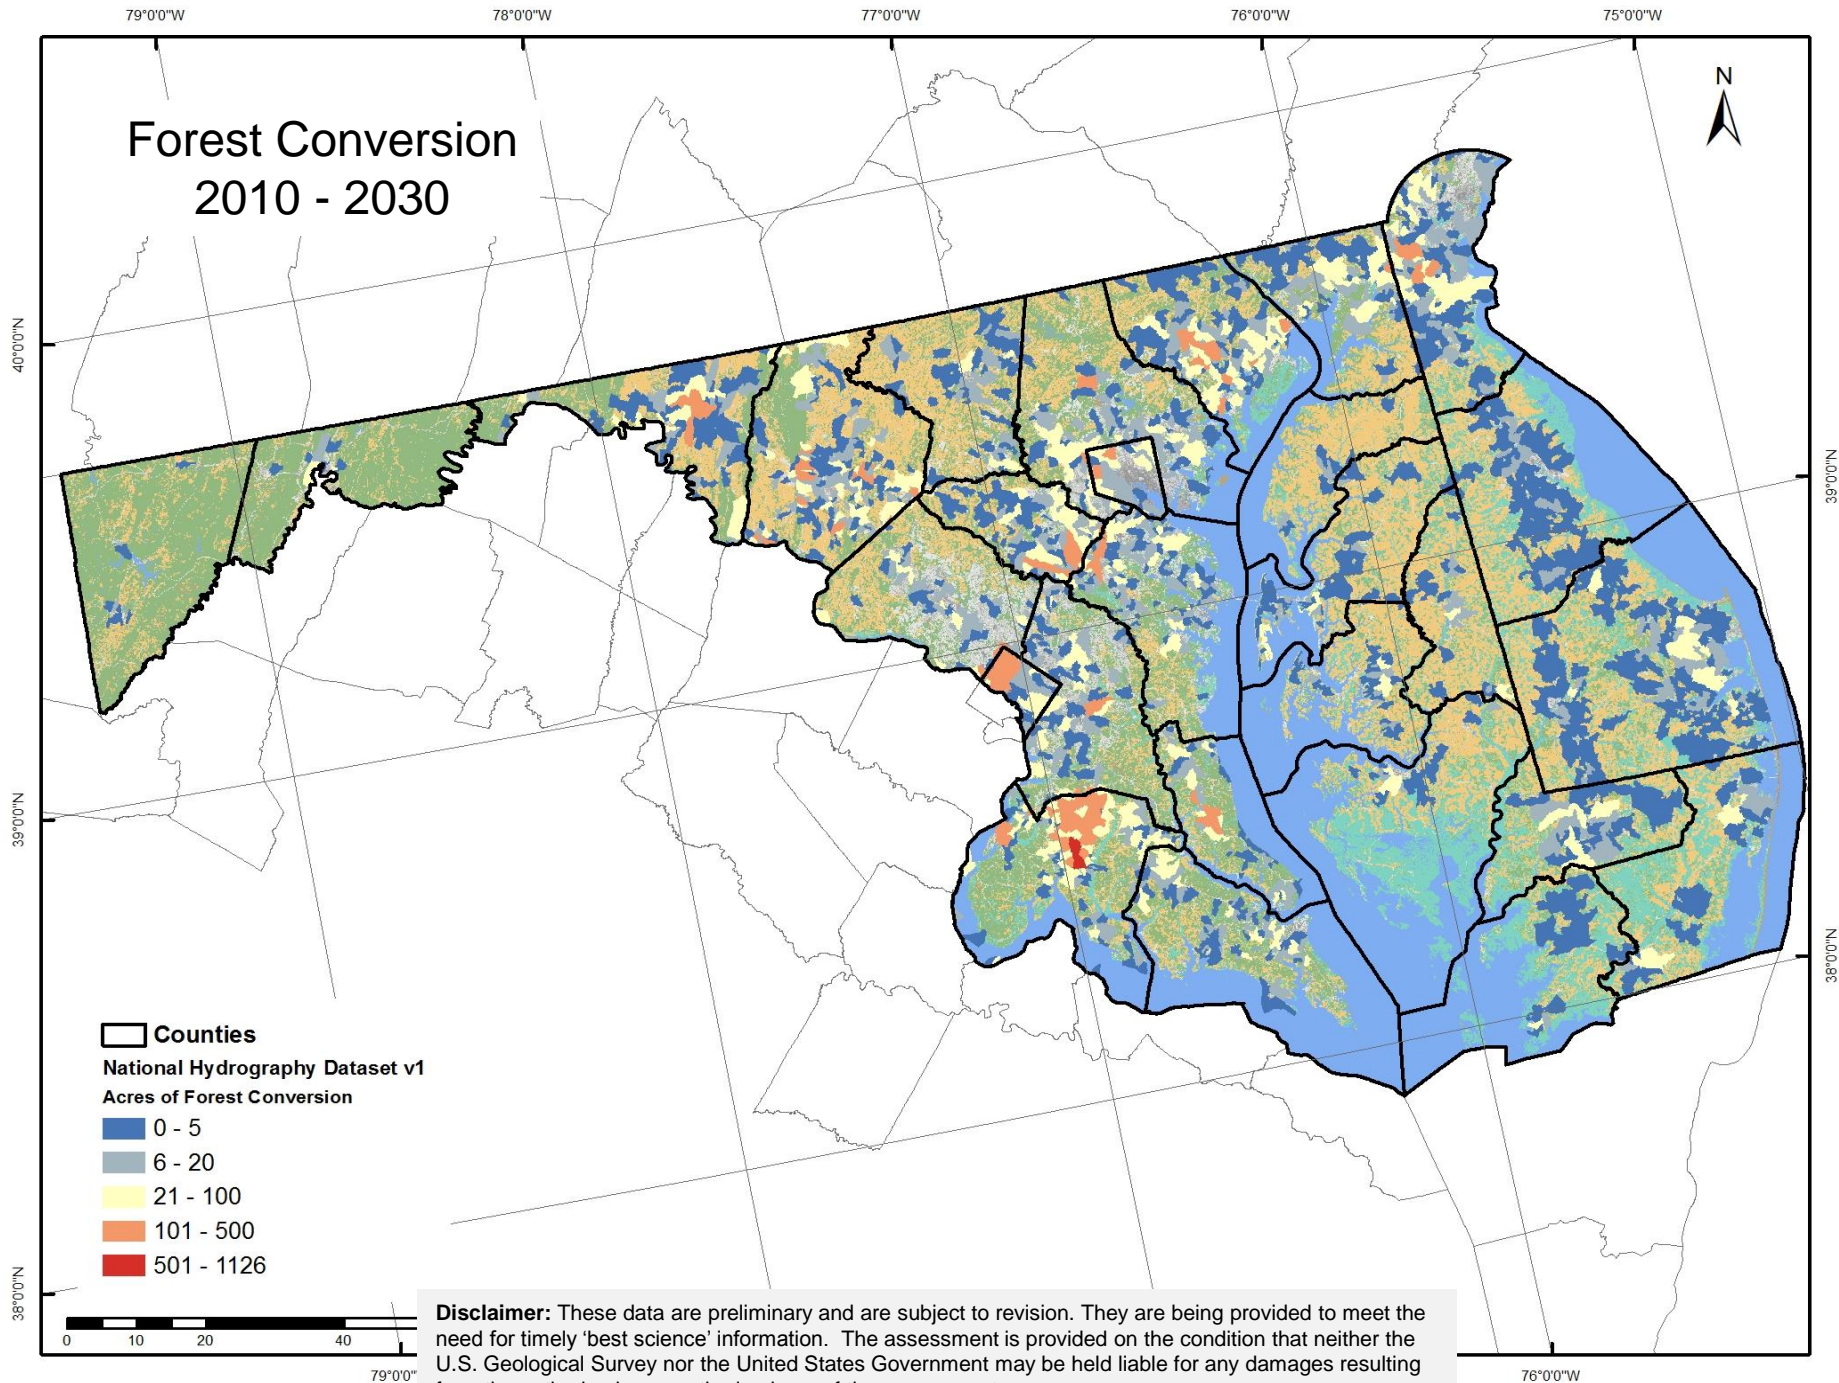 79°0'0"W 78°0'0"W 77°0'0"W 76°0'0"W 75°0'0"W
N
Forest Conversion
2010 - 2030
40°0'0"N
39°0'0"N
39°0'0"N
38°0'0"N
38°0'0"N
Counties
National Hydrography Dataset v1
Acres of Forest Conversion
0 - 5
6 - 20
21 - 100
101 - 500
501 - 1126
0 10 20 40
Disclaimer: These data are preliminary and are subject to revision. They are being provided to meet the
need for timely ‘best science’ information. The assessment is provided on the condition that neither the
U.S. Geological Survey nor the United States Government may be held liable for any damages resulting
79°0'0" 76°0'0"W